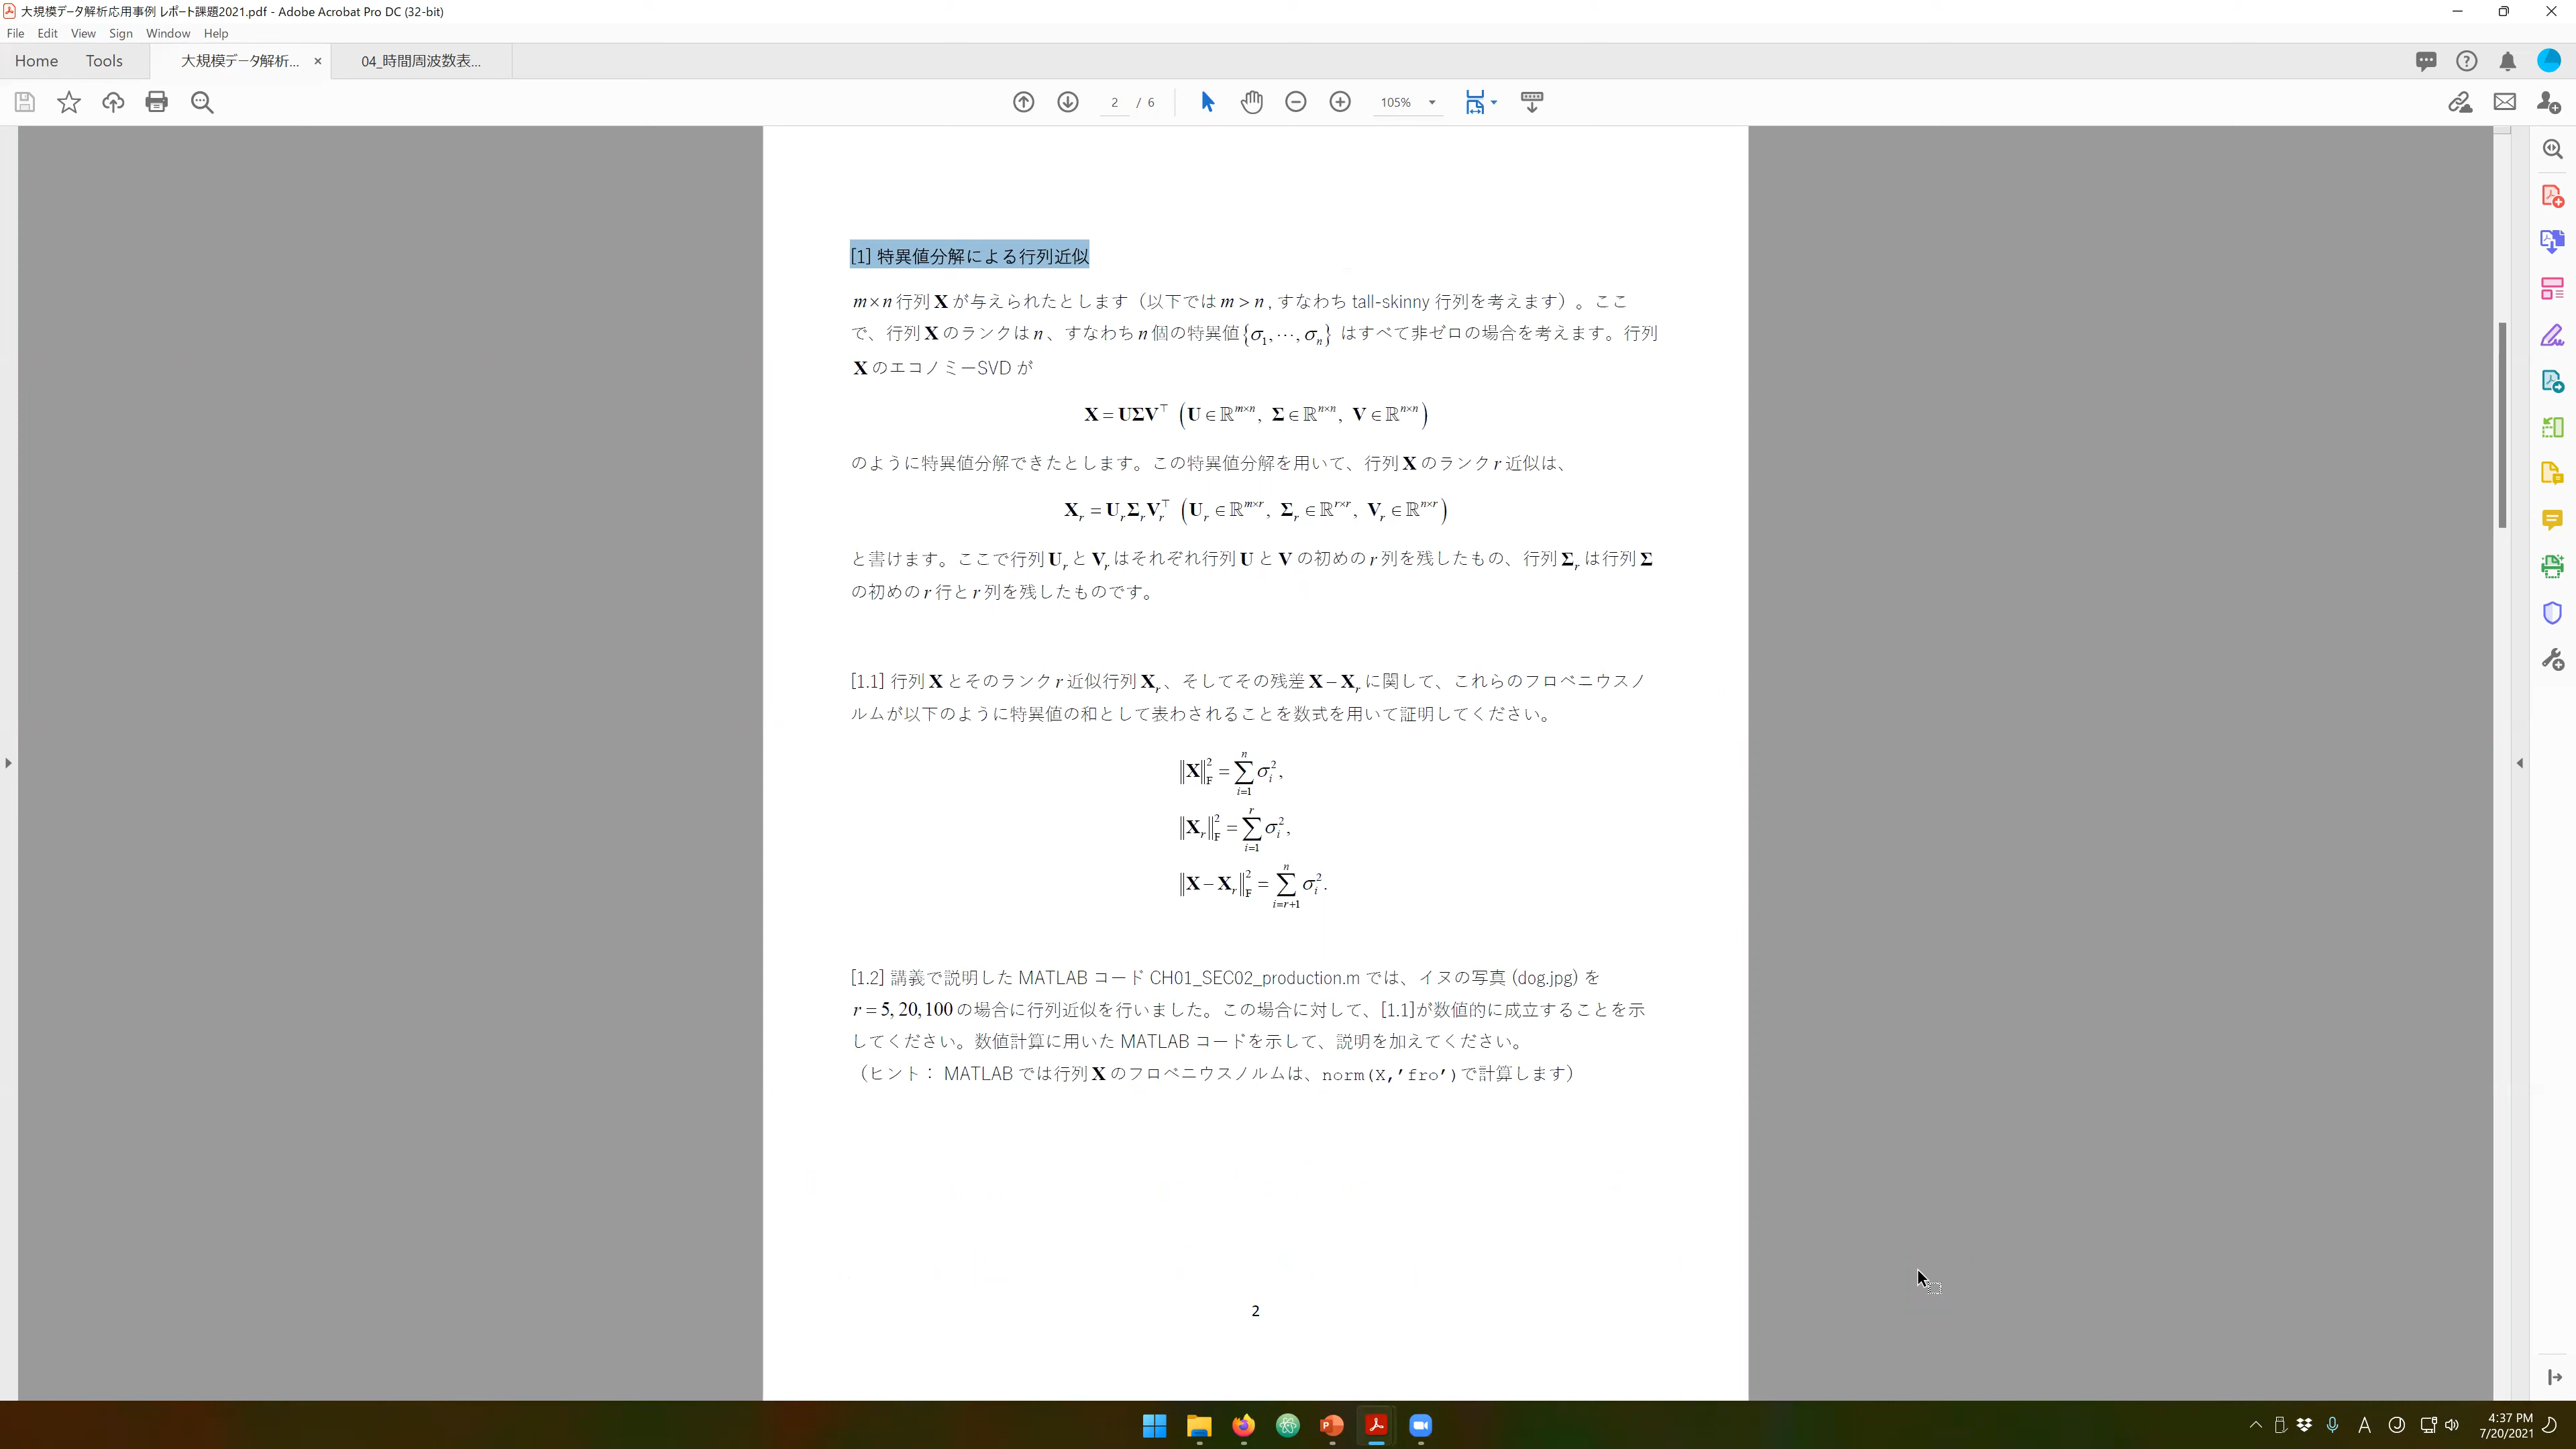 大規模データ解析応用事例 レポート課題2021.pdf - Adobe Acrobat Pro DC (32-bit)
File Edit View Sign Window Help
Home Tools 大規模データ解析... × 04_時間周波数表...
2 / 6 105%
[1] 特異値分解による行列近似
m×n 行列 X が与えられたとします（以下では m > n , すなわち tall-skinny 行列を考えます）。ここ
で、行列 X のランクは n 、すなわち n 個の特異値 {σ₁,⋯,σₙ} はすべて非ゼロの場合を考えます。行列
X のエコノミーSVD が
X = UΣV^⊤ (U ∈ ℝ^{m×n}, Σ ∈ ℝ^{n×n}, V ∈ ℝ^{n×n})
のように特異値分解できたとします。この特異値分解を用いて、行列 X のランク r 近似は、
X_r = U_rΣ_rV_r^⊤ (U_r ∈ ℝ^{m×r}, Σ_r ∈ ℝ^{r×r}, V_r ∈ ℝ^{n×r})
と書けます。ここで行列 U_r と V_r はそれぞれ行列 U と V の初めの r 列を残したもの、行列 Σ_r は行列 Σ
の初めの r 行と r 列を残したものです。
[1.1] 行列 X とそのランク r 近似行列 X_r 、そしてその残差 X − X_r に関して、これらのフロベニウスノ
ルムが以下のように特異値の和として表わされることを数式を用いて証明してください。
‖X‖_F^2 = ∑_{i=1}^{n} σ_i^2,
‖X_r‖_F^2 = ∑_{i=1}^{r} σ_i^2,
‖X − X_r‖_F^2 = ∑_{i=r+1}^{n} σ_i^2.
[1.2] 講義で説明した MATLAB コード CH01_SEC02_production.m では、イヌの写真 (dog.jpg) を
r = 5, 20, 100 の場合に行列近似を行いました。この場合に対して、[1.1]が数値的に成立することを示
してください。数値計算に用いた MATLAB コードを示して、説明を加えてください。
（ヒント： MATLAB では行列 X のフロベニウスノルムは、norm(X,'fro')で計算します）
2
A 4:37 PM
7/20/2021